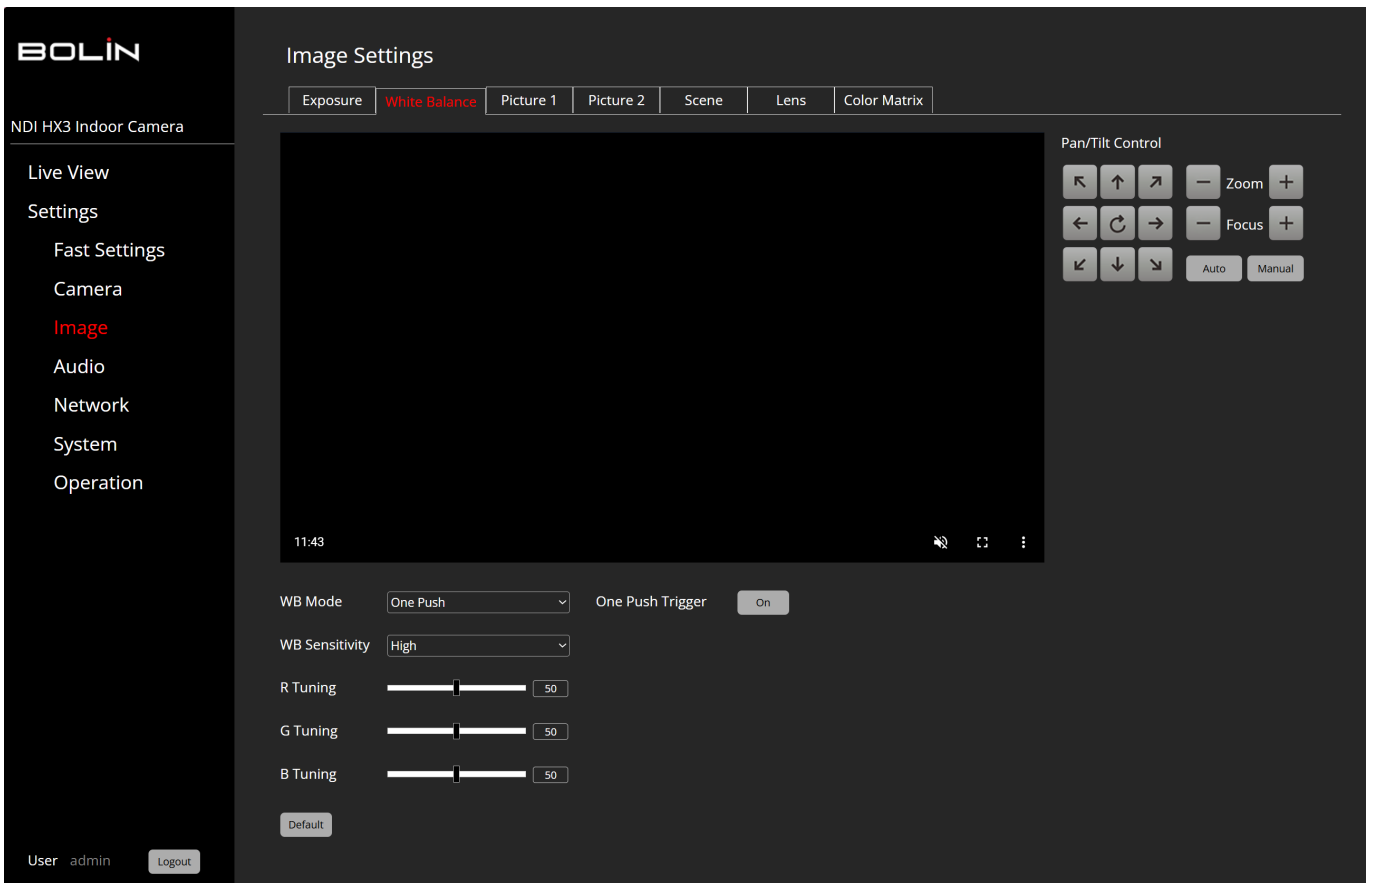 BOLIN
NDI HX3 Indoor Camera
Live View
Settings
Fast Settings
Camera
Image
Audio
Network
System
Operation
User admin Logout
Image Settings
Exposure White Balance Picture 1 Picture 2 Scene Lens Color Matrix
11:43
Pan/Tilt Control
Zoom
Focus
Auto Manual
WB Mode One Push One Push Trigger On
WB Sensitivity High
R Tuning 50
G Tuning 50
B Tuning 50
Default